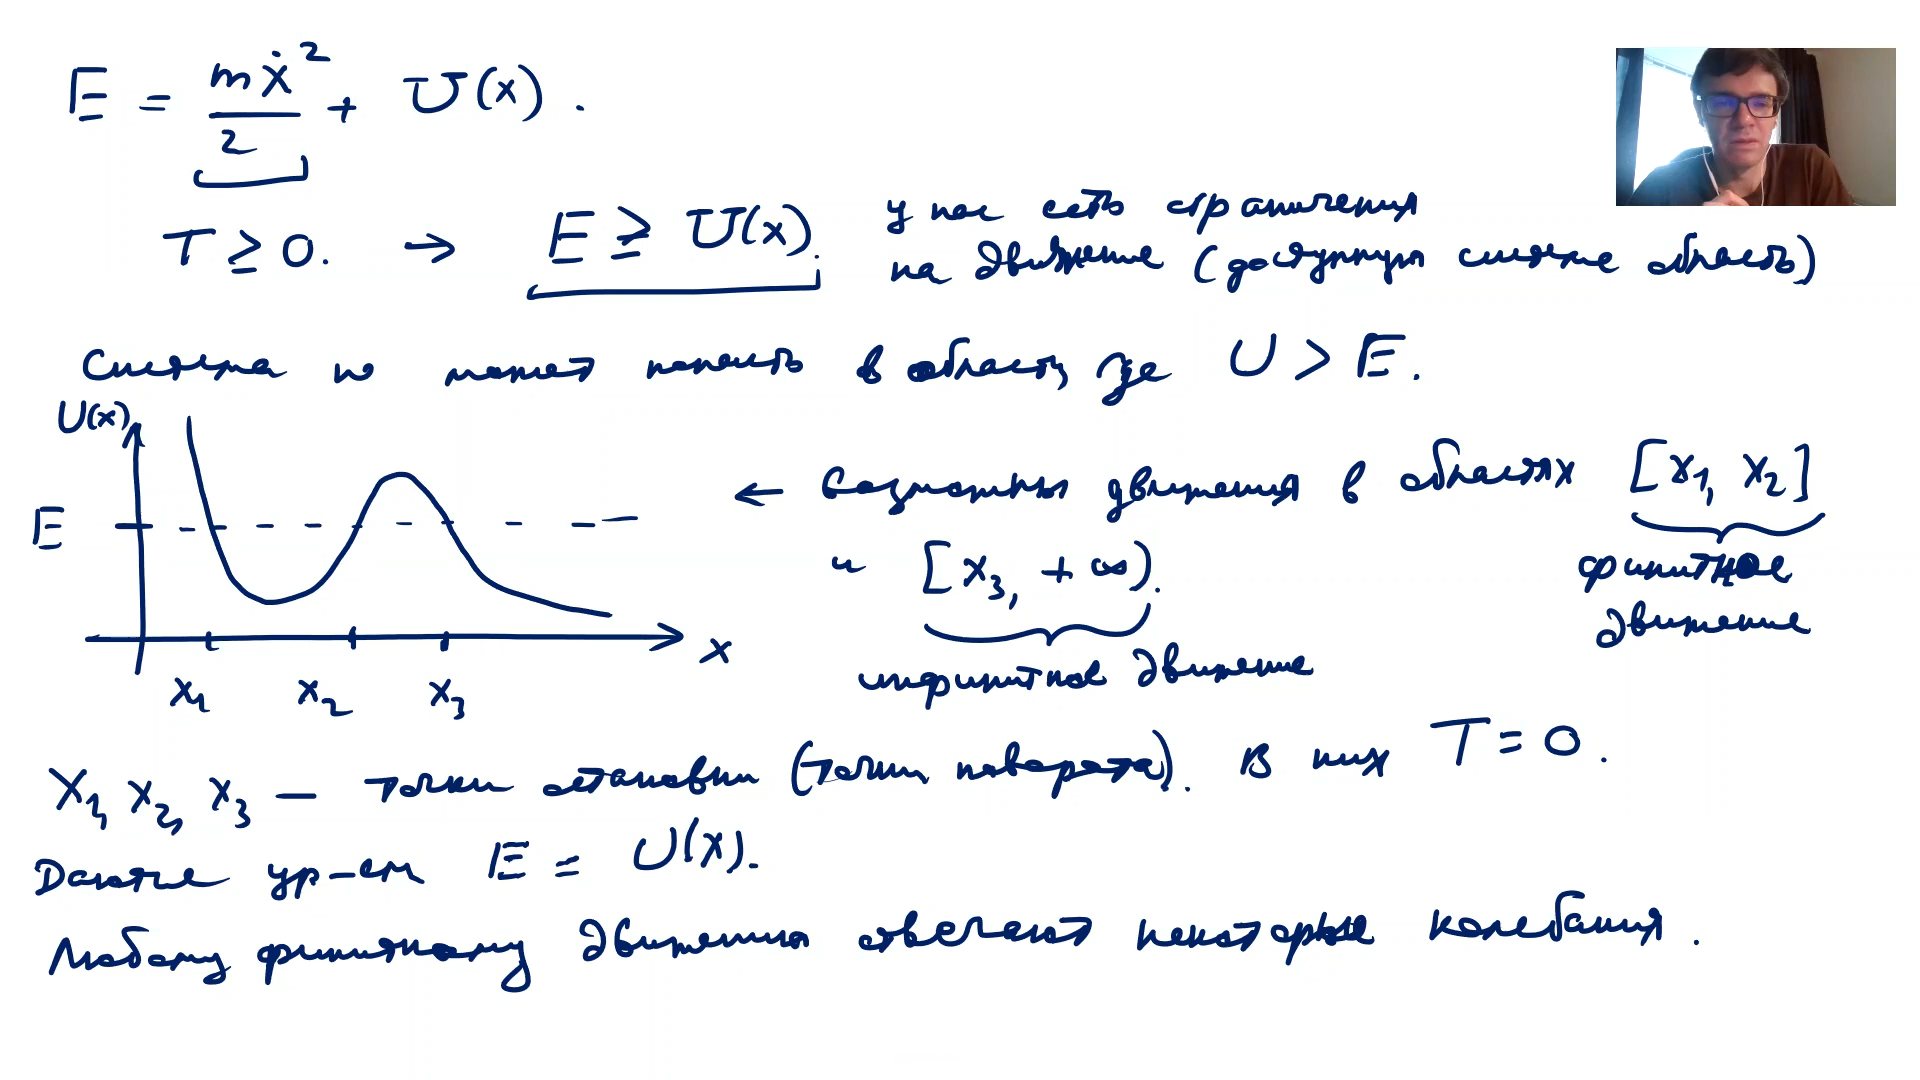 E = mẋ²/2 + U(x).
T ≥ 0. → E ≥ U(x). у нас есть ограничения
на движение (доступную системе область)
Система не может попасть в область, где U > E.
U(x)
E
x
x₁ x₂ x₃
← Возможны движения в областях [x₁, x₂]
и [x₃, +∞).
финитное
движение
инфинитное движение
x₁, x₂, x₃ — точки остановки (точки поворота). В них T = 0.
Даются ур-ем E = U(x).
Любому финитному движению отвечают некоторые колебания.